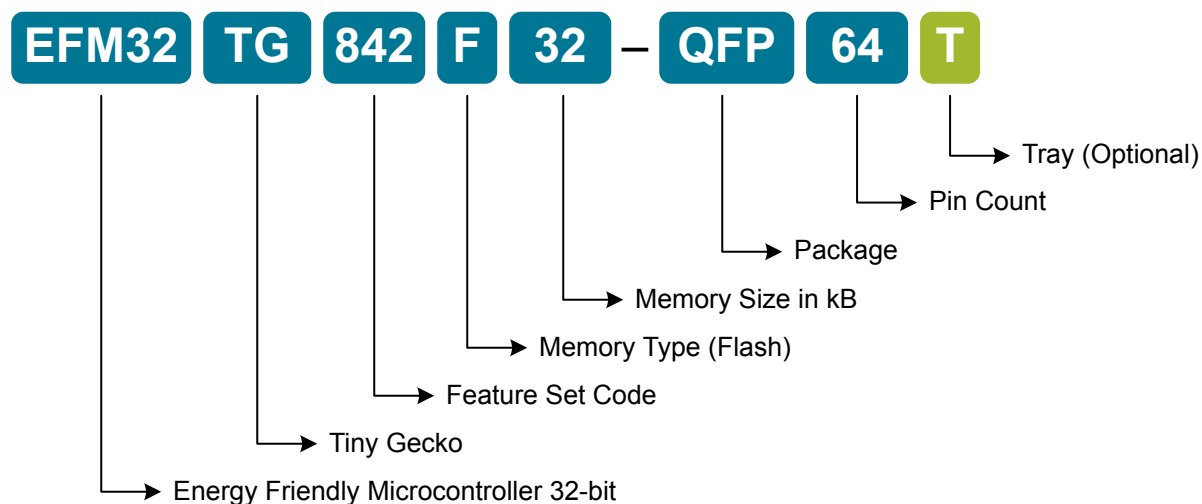 EFM32 TG 842 F 32 – QFP 64 T
Tray (Optional)
Pin Count
Package
Memory Size in kB
Memory Type (Flash)
Feature Set Code
Tiny Gecko
Energy Friendly Microcontroller 32-bit